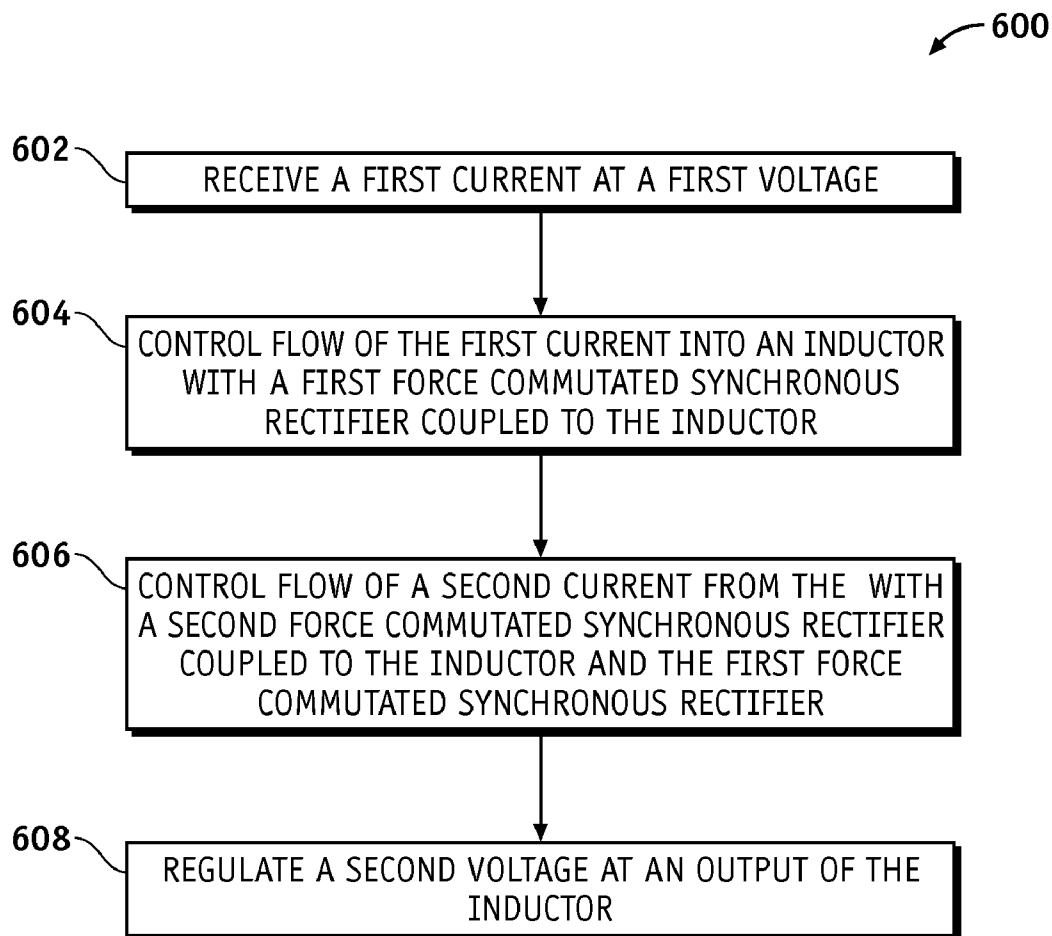 600
602
RECEIVE A FIRST CURRENT AT A FIRST VOLTAGE
604
CONTROL FLOW OF THE FIRST CURRENT INTO AN INDUCTOR
WITH A FIRST FORCE COMMUTATED SYNCHRONOUS
RECTIFIER COUPLED TO THE INDUCTOR
606
CONTROL FLOW OF A SECOND CURRENT FROM THE WITH
A SECOND FORCE COMMUTATED SYNCHRONOUS RECTIFIER
COUPLED TO THE INDUCTOR AND THE FIRST FORCE
COMMUTATED SYNCHRONOUS RECTIFIER
608
REGULATE A SECOND VOLTAGE AT AN OUTPUT OF THE
INDUCTOR